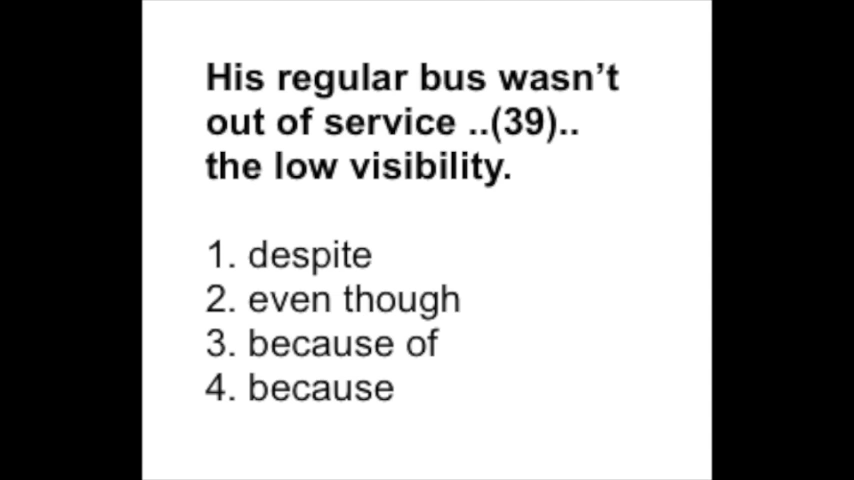 His regular bus wasn’t
out of service ..(39)..
the low visibility.
1. despite
2. even though
3. because of
4. because